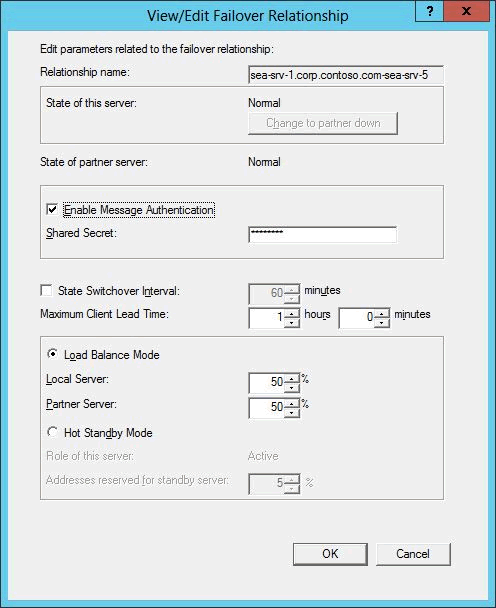 View/Edit Failover Relationship
?
x
Edit parameters related to the failover relationship:
Relationship name: sea-srv-1.corp.contoso.com-sea-srv-5
State of this server: Normal
Change to partner down
State of partner server: Normal
Enable Message Authentication
Shared Secret: ********
State Switchover Interval: 60 minutes
Maximum Client Lead Time: 1 hours 0 minutes
Load Balance Mode
Local Server: 50 %
Partner Server: 50 %
Hot Standby Mode
Role of this server: Active
Addresses reserved for standby server: 5 %
OK Cancel